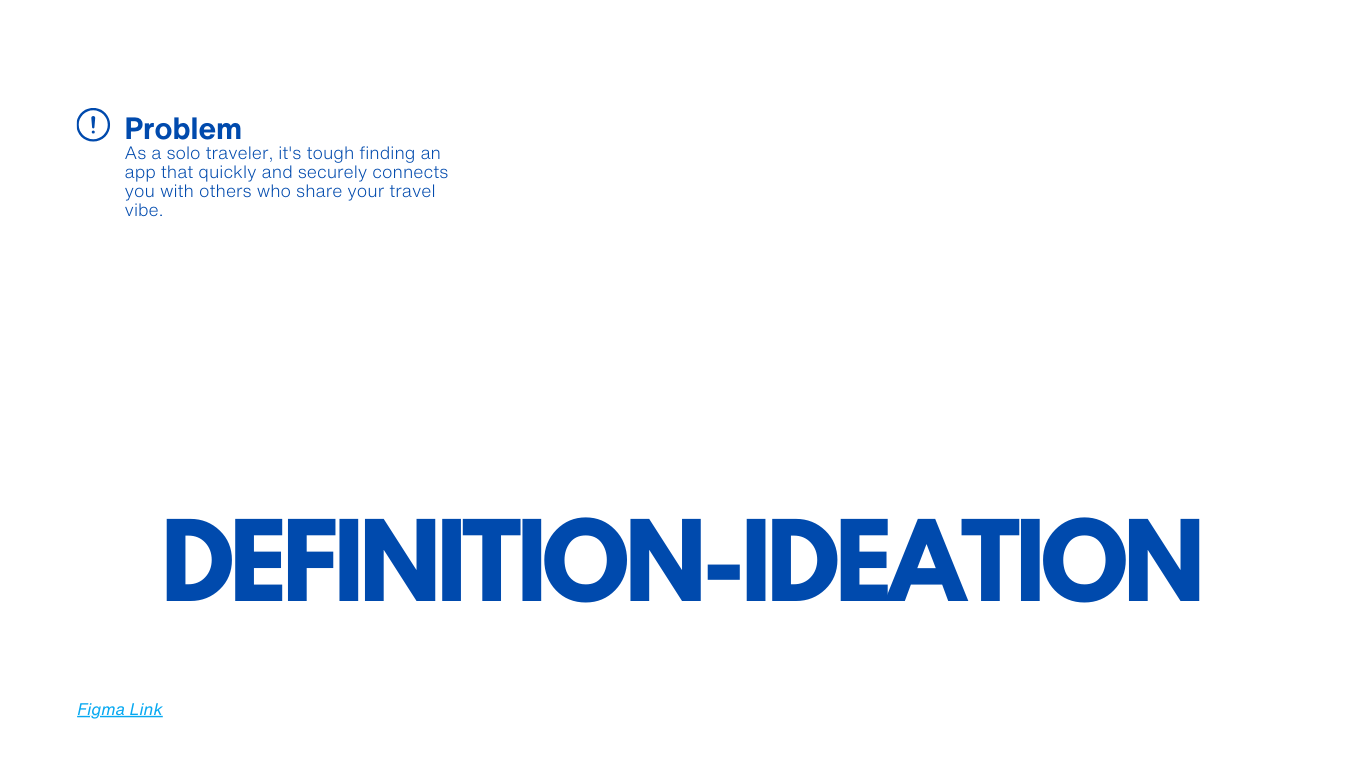 Problem
As a solo traveler, it's tough finding an
app that quickly and securely connects
you with others who share your travel
vibe.
DEFINITION-IDEATION
Figma Link